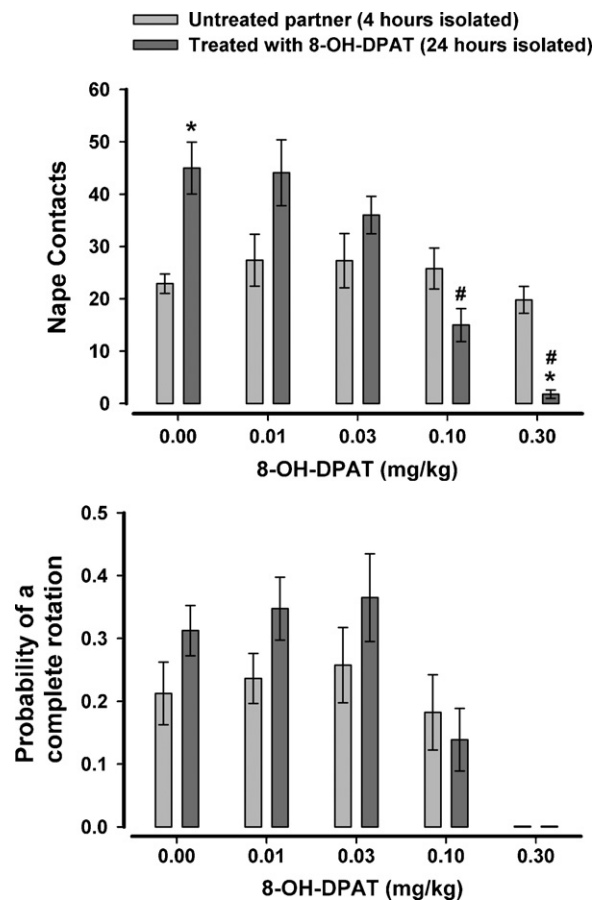 Untreated partner (4 hours isolated)
Treated with 8-OH-DPAT (24 hours isolated)
60
50
40
30
20
10
0
Nape Contacts
*
#
#
*
0.00 0.01 0.03 0.10 0.30
8-OH-DPAT (mg/kg)
0.5
0.4
0.3
0.2
0.1
0.0
Probability of a
complete rotation
0.00 0.01 0.03 0.10 0.30
8-OH-DPAT (mg/kg)